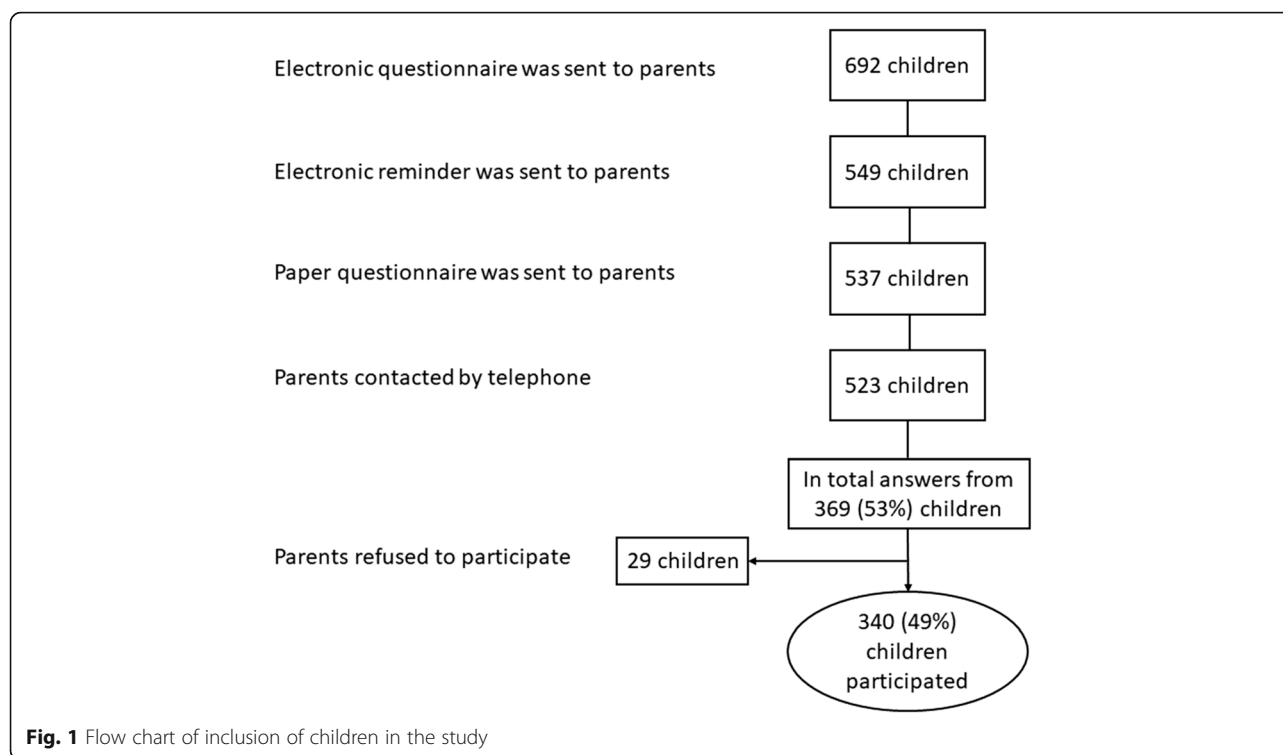 Electronic questionnaire was sent to parents
692 children
Electronic reminder was sent to parents
549 children
Paper questionnaire was sent to parents
537 children
Parents contacted by telephone
523 children
In total answers from
369 (53%) children
Parents refused to participate
29 children
340 (49%)
children
participated
Fig. 1 Flow chart of inclusion of children in the study